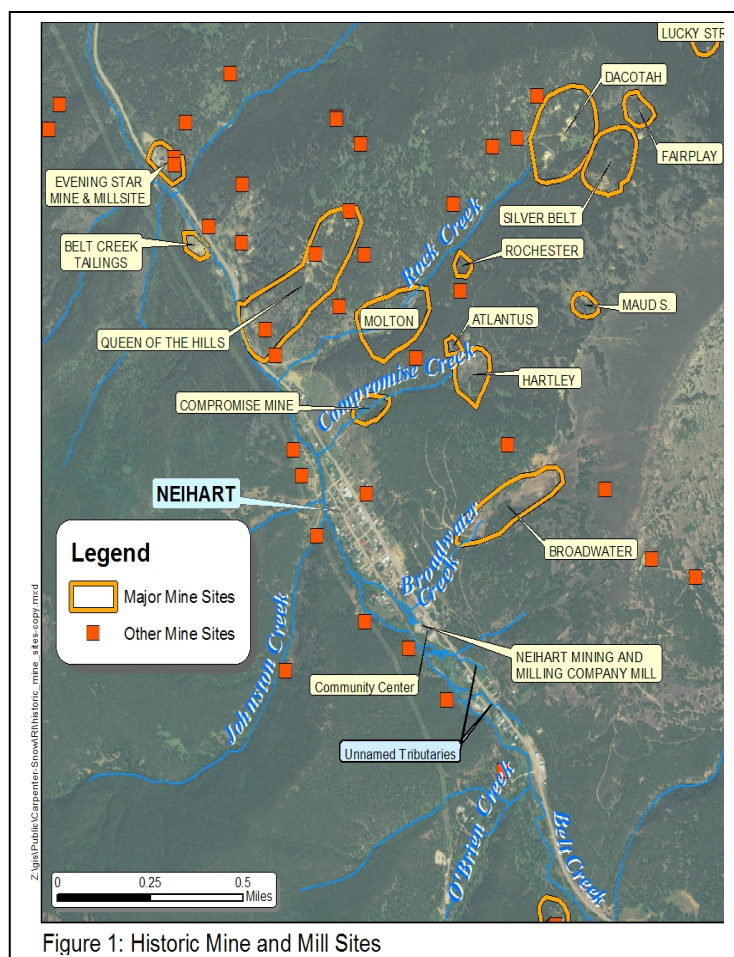 LUCKY STR
DACOTAH
FAIRPLAY
EVENING STAR
MINE & MILLSITE
SILVER BELT
BELT CREEK
TAILINGS
Rock Creek
ROCHESTER
MAUD S.
MOLTON
ATLANTUS
QUEEN OF THE HILLS
HARTLEY
Compromise Creek
COMPROMISE MINE
NEIHART
Broadwater
Creek
BROADWATER
Legend
Major Mine Sites
Other Mine Sites
NEIHART MINING AND
MILLING COMPANY MILL
Community Center
Johnston Creek
Unnamed Tributaries
O'Brien Creek
Belt Creek
0 0.25 0.5
Miles
Z:\gis\Public\Carpenter-Snow\RI\historic_mine_sites-copy.mxd
Figure 1: Historic Mine and Mill Sites